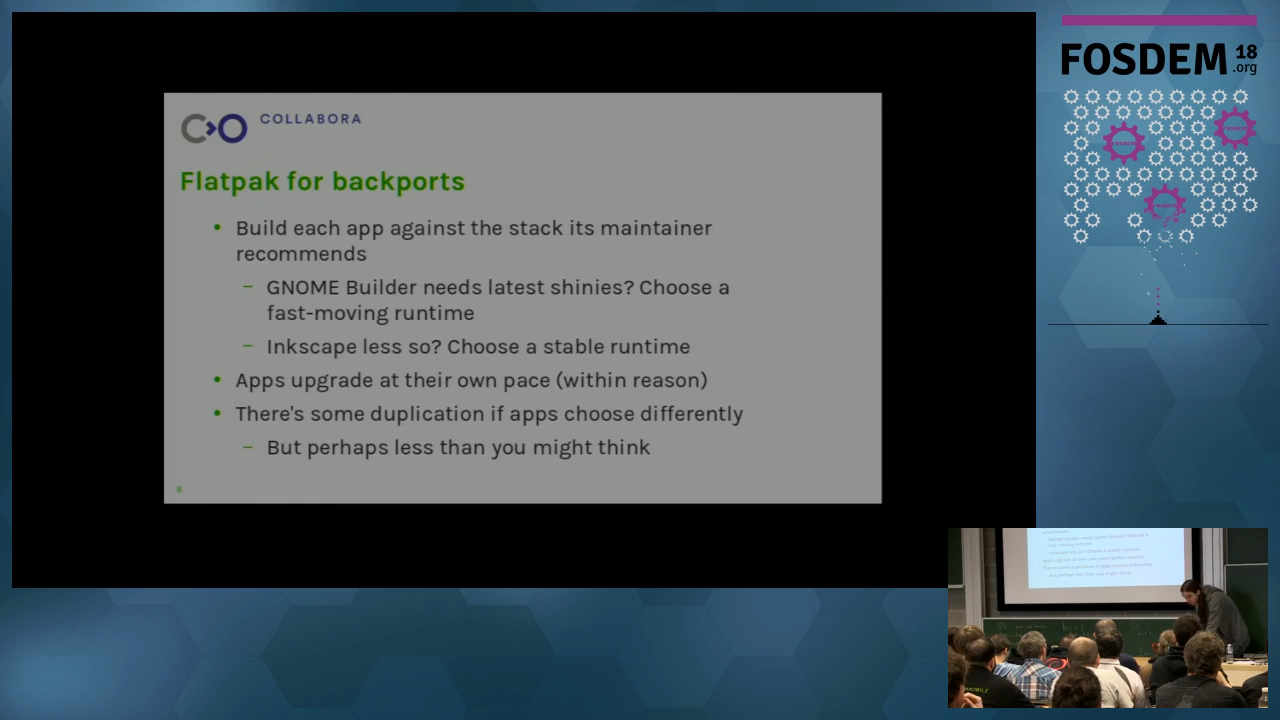 COLLABORA
Flatpak for backports
• Build each app against the stack its maintainer
recommends
– GNOME Builder needs latest shinies? Choose a
fast-moving runtime
– Inkscape less so? Choose a stable runtime
• Apps upgrade at their own pace (within reason)
• There's some duplication if apps choose differently
– But perhaps less than you might think
FOSDEM 18
.org